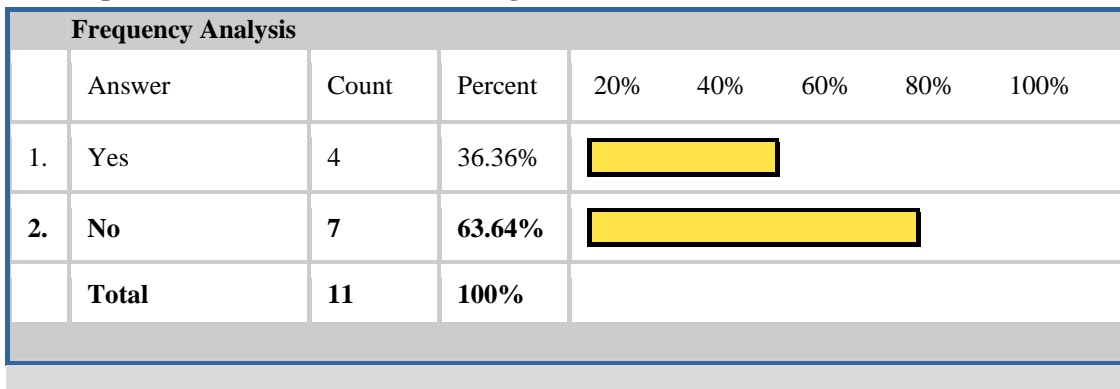 Frequency Analysis
Answer Count Percent 20% 40% 60% 80% 100%
1. Yes 4 36.36%
2. No 7 63.64%
Total 11 100%